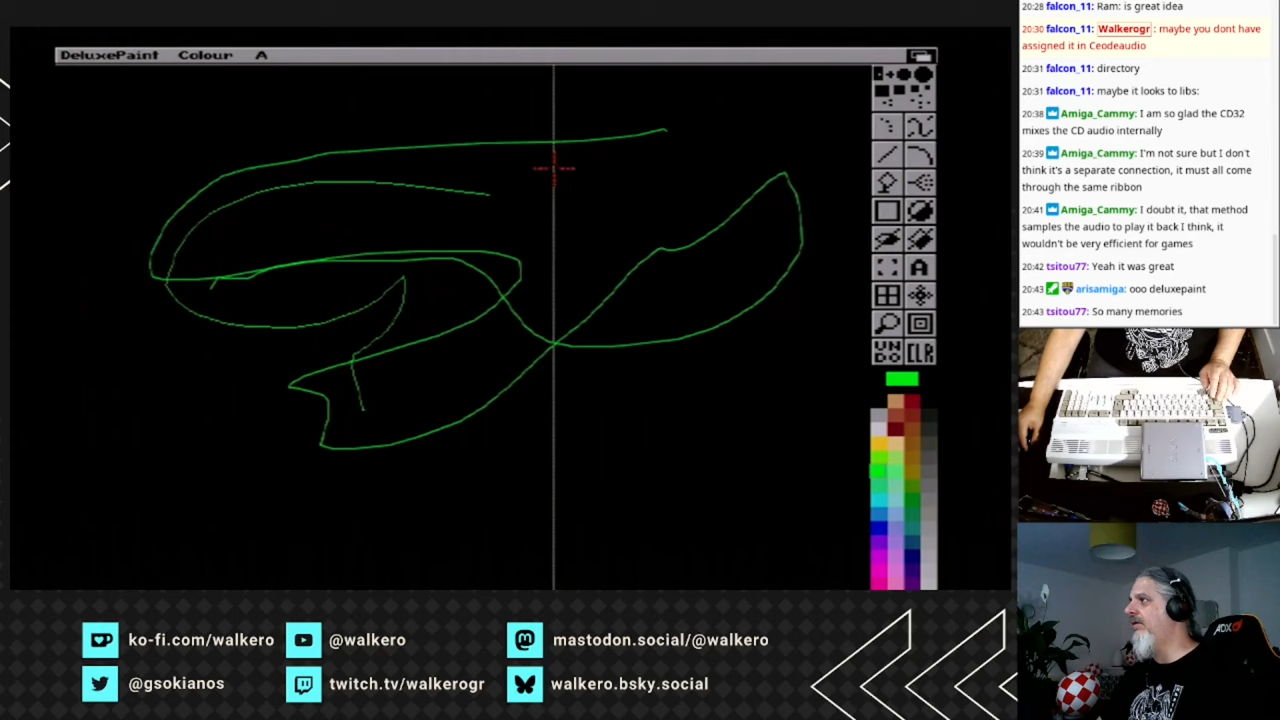 DeluxePaint Colour A
A
UN
DO CLR
20:28 falcon_11: Ram: is great idea
20:30 falcon_11: Walkerogr : maybe you dont have
assigned it in Ceodeaudio
20:31 falcon_11: directory
20:31 falcon_11: maybe it looks to libs:
20:38 Amiga_Cammy: I am so glad the CD32
mixes the CD audio internally
20:39 Amiga_Cammy: I'm not sure but I don't
think it's a separate connection, it must all come
through the same ribbon
20:41 Amiga_Cammy: I doubt it, that method
samples the audio to play it back I think, it
wouldn't be very efficient for games
20:42 tsitou77: Yeah it was great
20:43 arisamiga: ooo deluxepaint
20:43 tsitou77: So many memories
ADX
ko-fi.com/walkero
@walkero
mastodon.social/@walkero
@gsokianos
twitch.tv/walkerogr
walkero.bsky.social